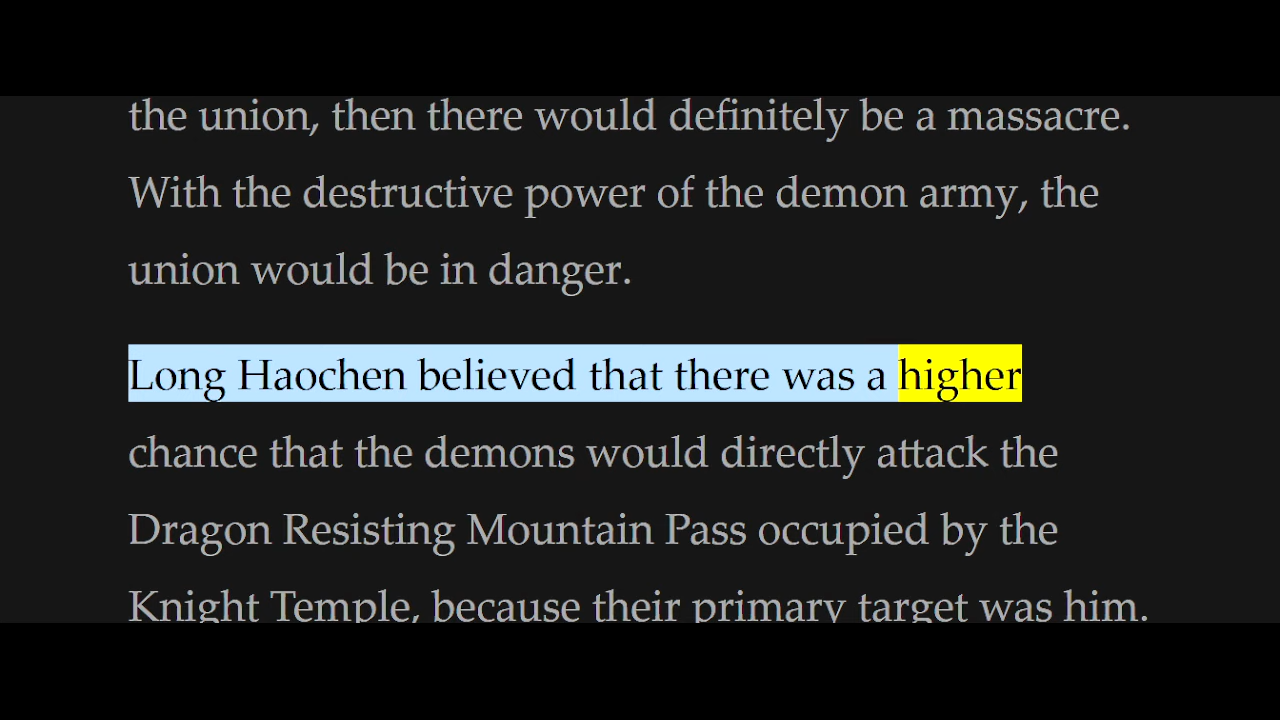 the union, then there would definitely be a massacre.
With the destructive power of the demon army, the
union would be in danger.
Long Haochen believed that there was a higher
chance that the demons would directly attack the
Dragon Resisting Mountain Pass occupied by the
Knight Temple, because their primary target was him.